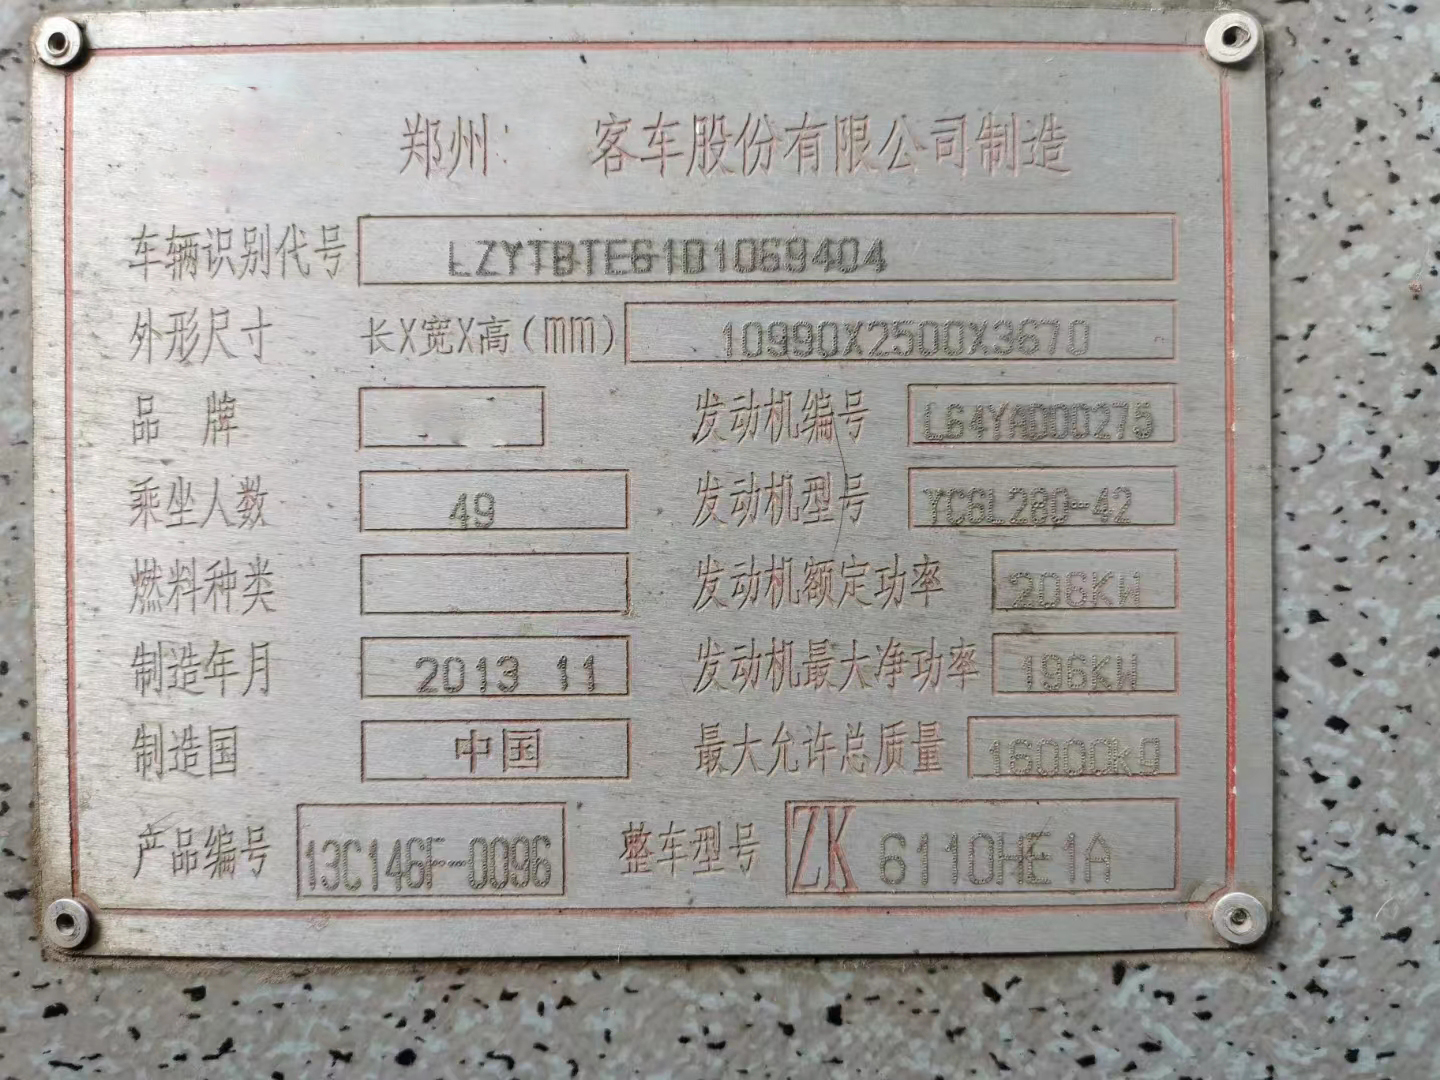 郑州 客车股份有限公司制造
车辆识别代号 LZYTBTE61D1069404
外形尺寸 长X宽X高(mm) 10990X2500X3670
品 牌 发动机编号 L64YAD00275
乘坐人数 49 发动机型号 YC6L280-42
燃料种类 发动机额定功率 206KW
制造年月 2013 11 发动机最大净功率 196KW
制造国 中国 最大允许总质量 16000kg
产品编号 13C146F-0096 整车型号 ZK 6110HE1A